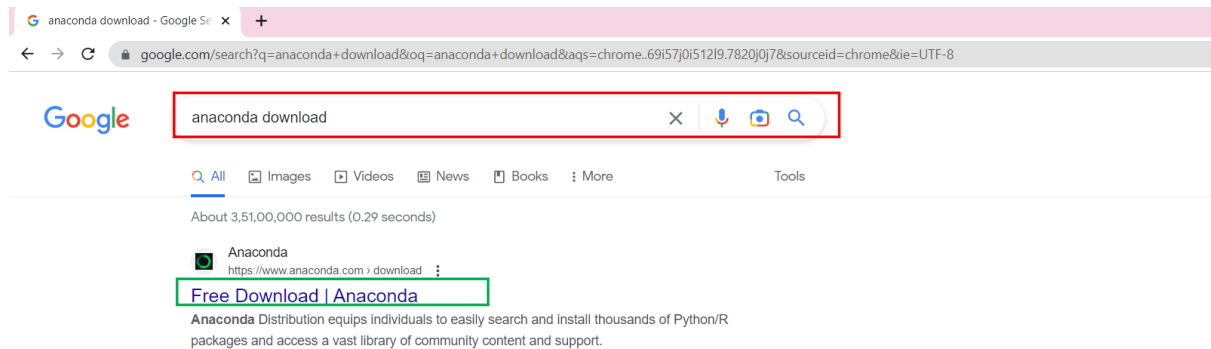 anaconda download - Google Se
google.com/search?q=anaconda+download&oq=anaconda+download&aqs=chrome..69i57j0i512l9.7820j0j7&sourceid=chrome&ie=UTF-8
Google
anaconda download
All Images Videos News Books More Tools
About 3,51,00,000 results (0.29 seconds)
Anaconda
https://www.anaconda.com › download
Free Download | Anaconda
Anaconda Distribution equips individuals to easily search and install thousands of Python/R
packages and access a vast library of community content and support.